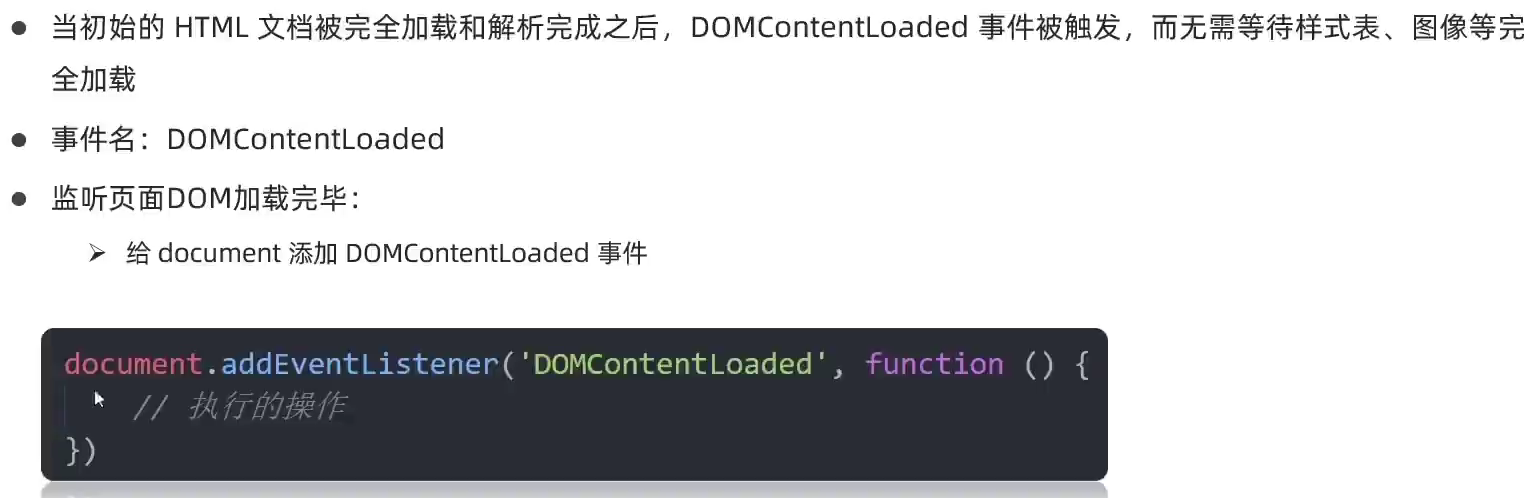 当初始的 HTML 文档被完全加载和解析完成之后，DOMContentLoaded 事件被触发，而无需等待样式表、图像等完
全加载
事件名：DOMContentLoaded
监听页面DOM加载完毕：
给 document 添加 DOMContentLoaded 事件
document.addEventListener('DOMContentLoaded', function () {
// 执行的操作
})